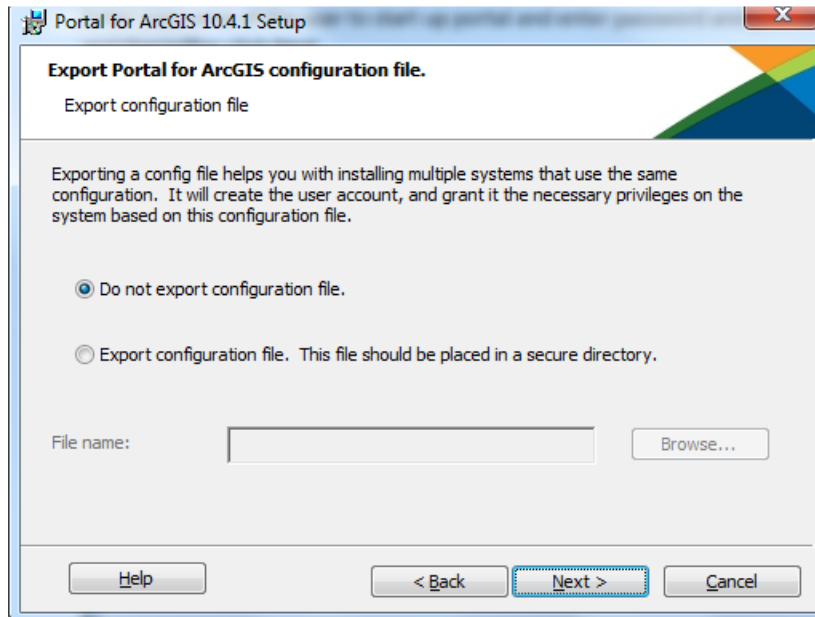 Portal for ArcGIS 10.4.1 Setup
Export Portal for ArcGIS configuration file.
Export configuration file
Exporting a config file helps you with installing multiple systems that use the same
configuration. It will create the user account, and grant it the necessary privileges on the
system based on this configuration file.
Do not export configuration file.
Export configuration file. This file should be placed in a secure directory.
File name:
Browse...
Help
< Back
Next >
Cancel